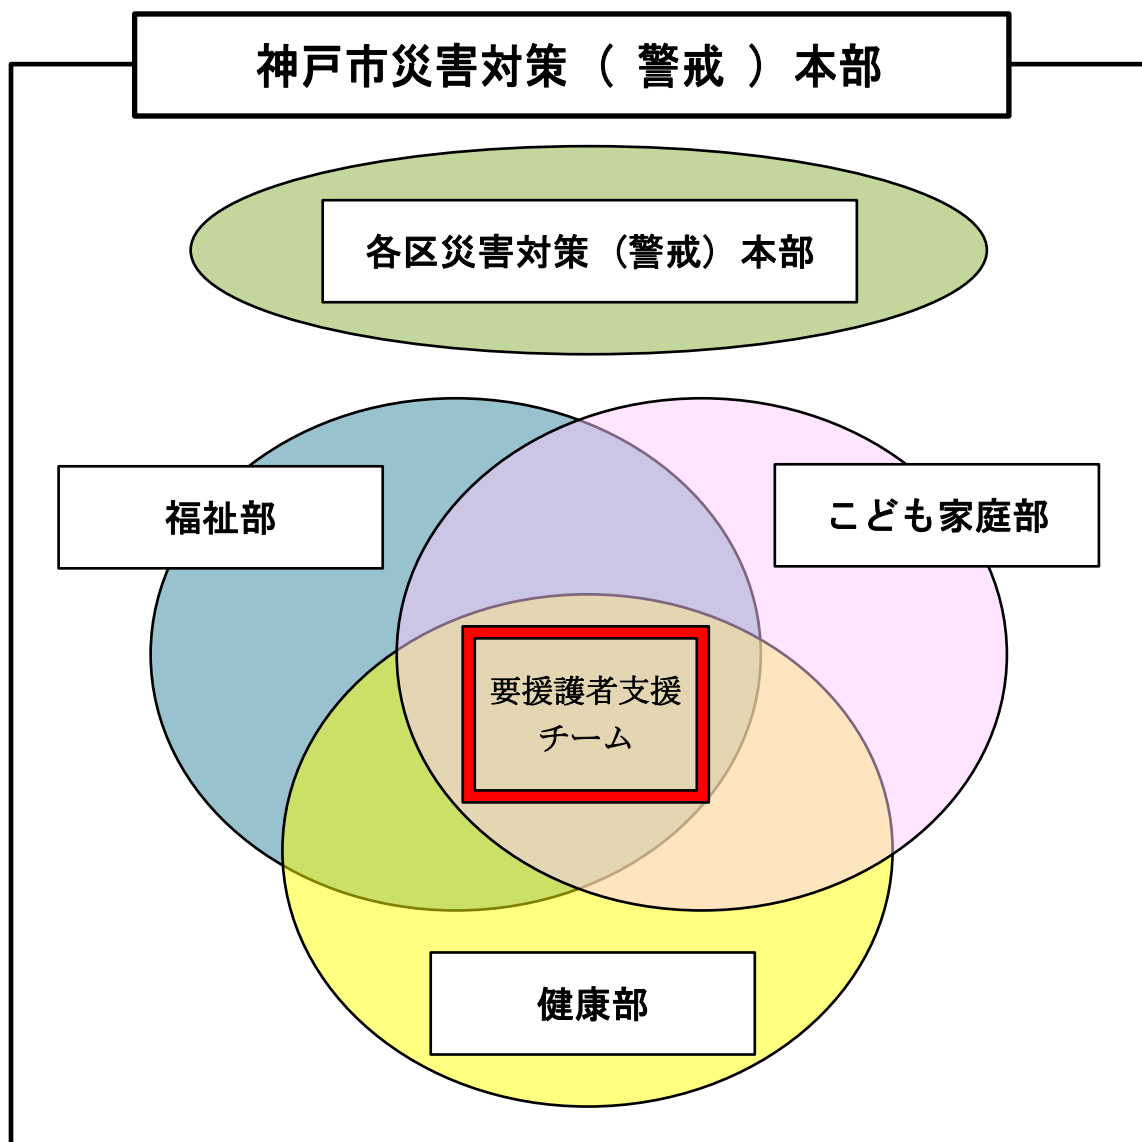 神戸市災害対策（ 警戒 ）本部
各区災害対策（警戒）本部
福祉部
こども家庭部
要援護者支援
チーム
健康部